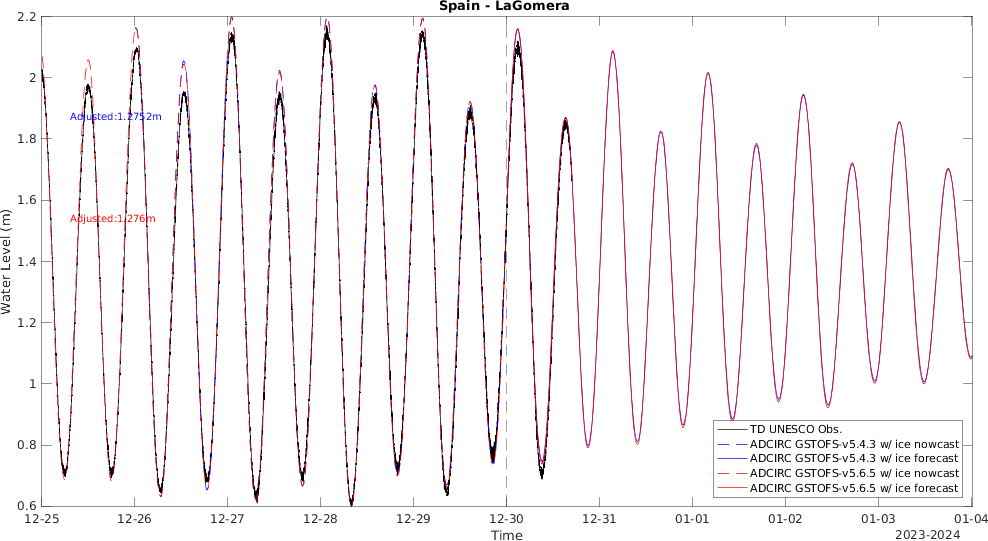 Spain - LaGomera
2.2
2
1.8
1.6
1.4
1.2
1
0.8
0.6
Water Level (m)
Adjusted:1.2752m
Adjusted:1.276m
TD UNESCO Obs.
ADCIRC GSTOFS-v5.4.3 w/ ice nowcast
ADCIRC GSTOFS-v5.4.3 w/ ice forecast
ADCIRC GSTOFS-v5.6.5 w/ ice nowcast
ADCIRC GSTOFS-v5.6.5 w/ ice forecast
12-25 12-26 12-27 12-28 12-29 12-30 12-31 01-01 01-02 01-03 01-04
Time
2023-2024